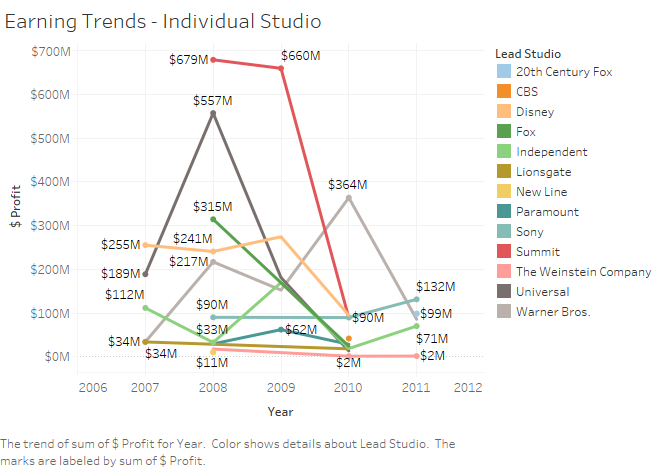 Earning Trends - Individual Studio
$700M
$600M
$500M
$400M
$300M
$200M
$100M
$0M
$ Profit
$679M
$660M
$557M
$364M
$315M
$255M
$241M
$217M
$189M
$112M
$90M
$132M
$90M
$99M
$33M
$62M
$34M
$34M
$71M
$11M
$2M
$2M
2006 2007 2008 2009 2010 2011 2012
Year
Lead Studio
20th Century Fox
CBS
Disney
Fox
Independent
Lionsgate
New Line
Paramount
Sony
Summit
The Weinstein Company
Universal
Warner Bros.
The trend of sum of $ Profit for Year. Color shows details about Lead Studio. The
marks are labeled by sum of $ Profit.